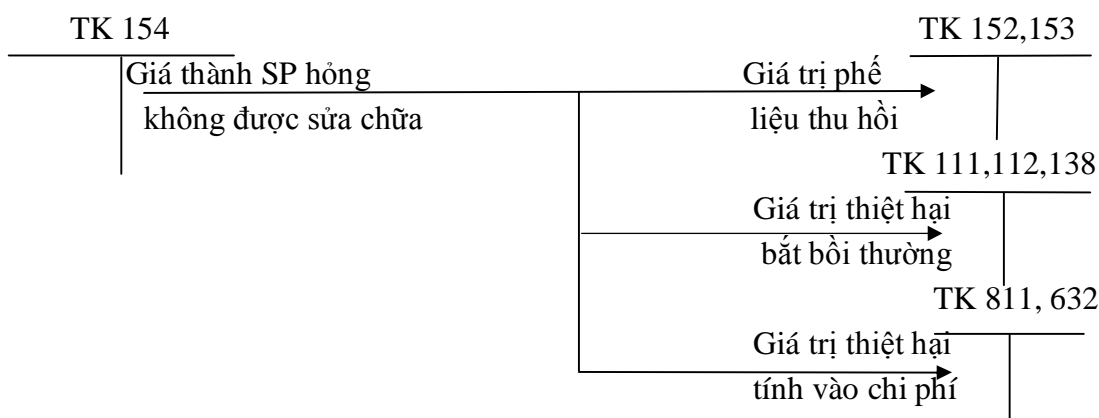 TK 154
TK 152,153
Giá thành SP hỏng
Giá trị phế
không được sửa chữa
liệu thu hồi
TK 111,112,138
Giá trị thiệt hại
bắt bồi thường
TK 811, 632
Giá trị thiệt hại
tính vào chi phí